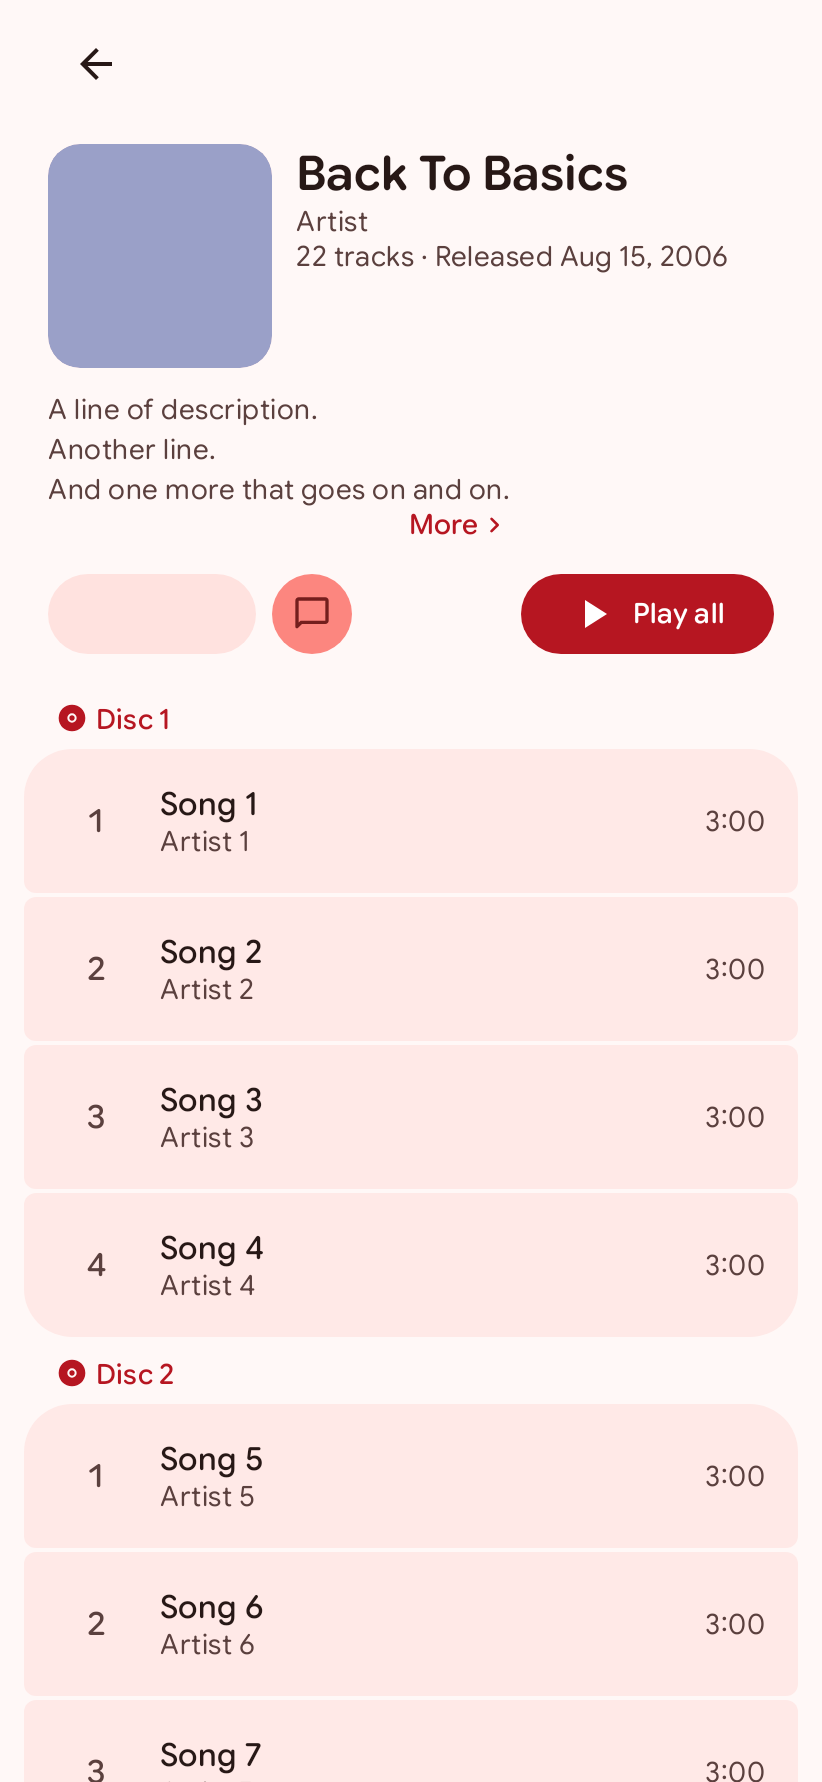 Back To Basics
Artist
22 tracks · Released Aug 15, 2006
A line of description.
Another line.
And one more that goes on and on.
More
Play all
Disc 1
1
Song 1
Artist 1
3:00
2
Song 2
Artist 2
3:00
3
Song 3
Artist 3
3:00
4
Song 4
Artist 4
3:00
Disc 2
1
Song 5
Artist 5
3:00
2
Song 6
Artist 6
3:00
3
Song 7
3:00